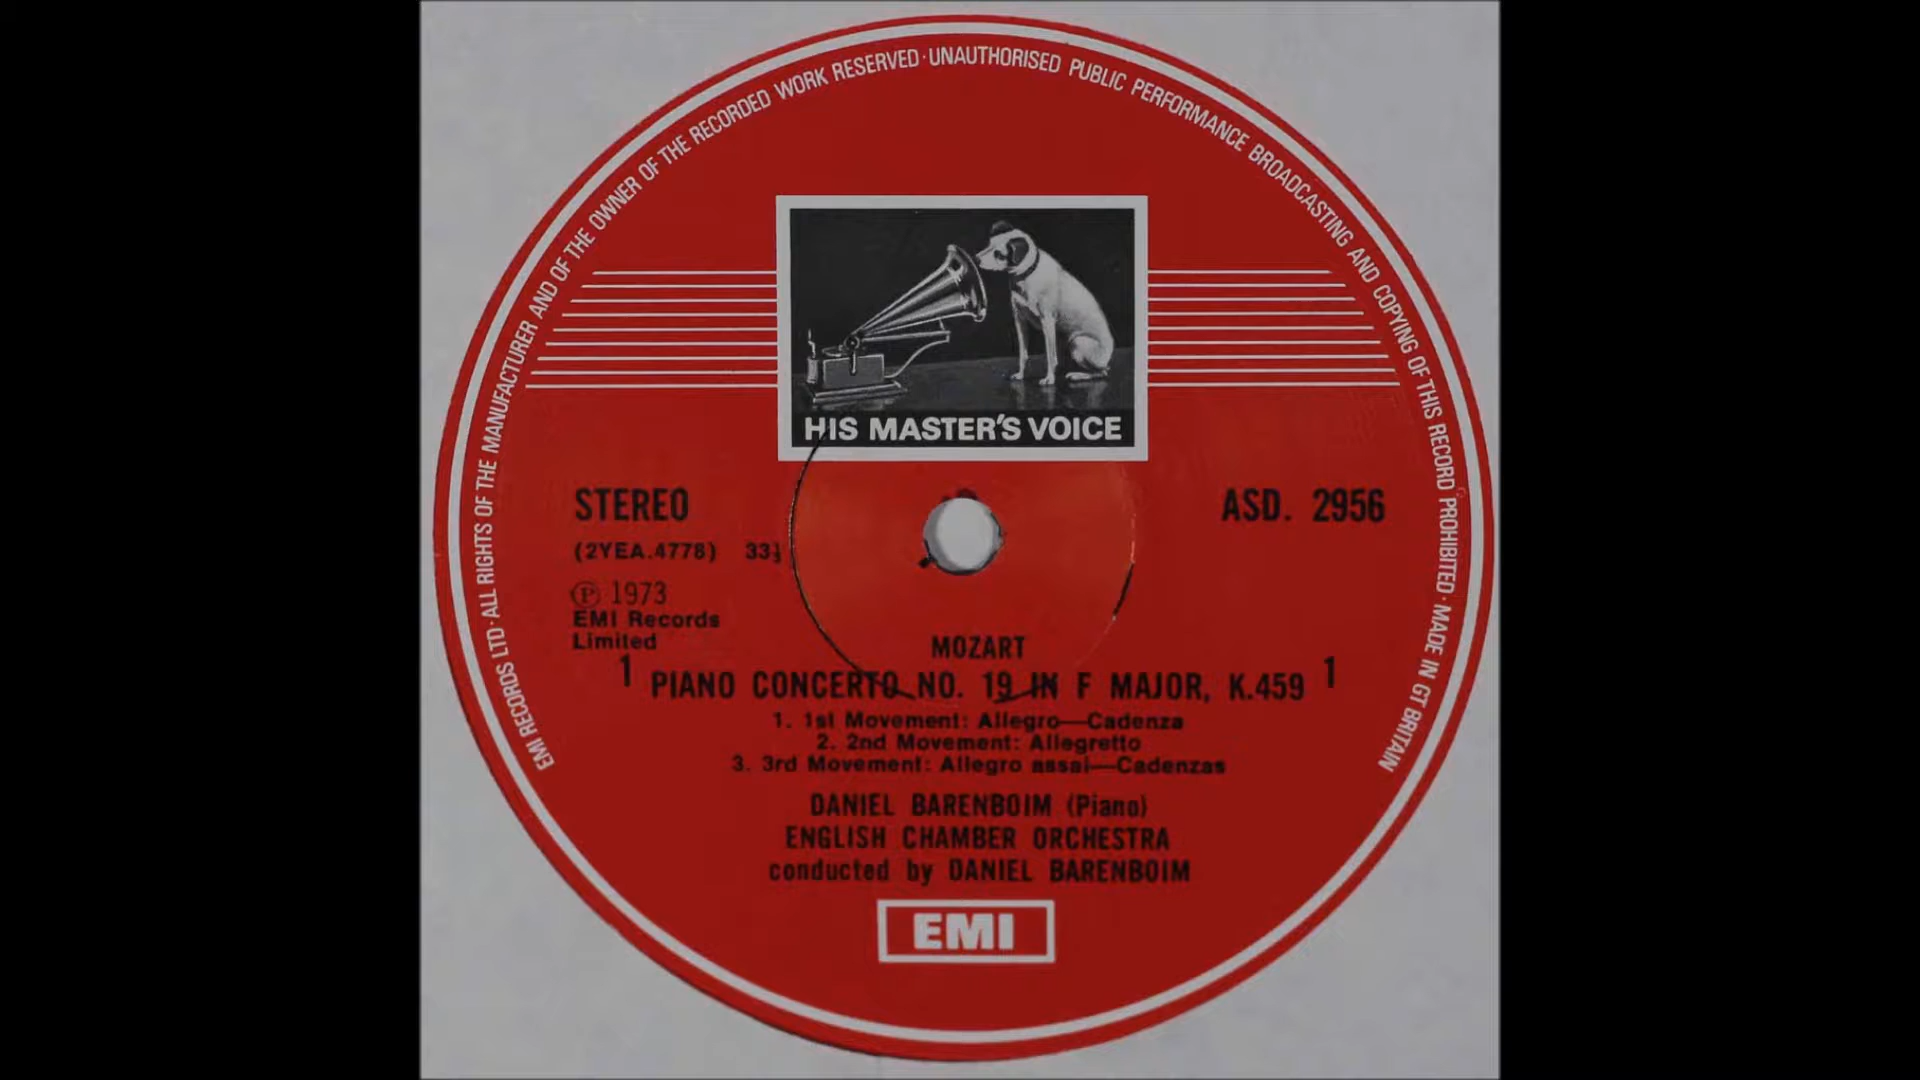 EMI RECORDS LTD·ALL RIGHTS OF THE MANUFACTURER AND OF THE OWNER OF THE RECORDED WORK RESERVED·UNAUTHORISED PUBLIC PERFORMANCE BROADCASTING AND COPYING OF THIS RECORD PROHIBITED·MADE IN GT BRITAIN
HIS MASTER'S VOICE
STEREO
ASD. 2956
(2YEA.4778) 33⅓
Ⓟ 1973
EMI Records
Limited
MOZART
1 PIANO CONCERTO NO. 19 IN F MAJOR, K.459 1
1. 1st Movement: Allegro—Cadenza
2. 2nd Movement: Allegretto
3. 3rd Movement: Allegro assai—Cadenzas
DANIEL BARENBOIM (Piano)
ENGLISH CHAMBER ORCHESTRA
conducted by DANIEL BARENBOIM
EMI